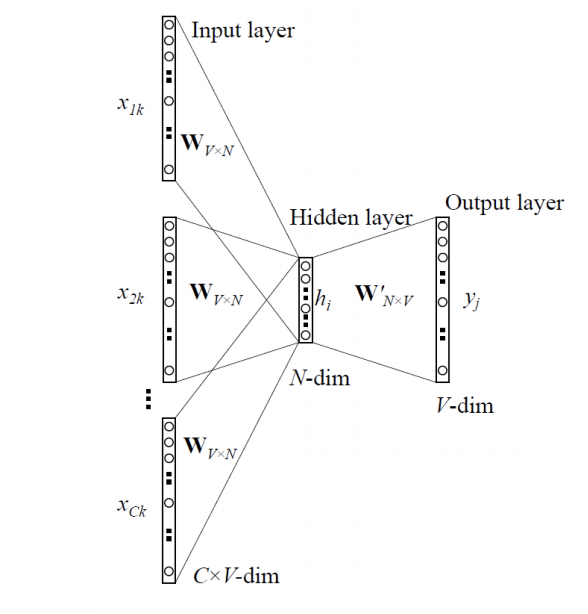 Input layer
x1k
WV×N
Hidden layer
Output layer
x2k
WV×N
hi
W'N×V
yj
N-dim
V-dim
WV×N
xCk
C×V-dim